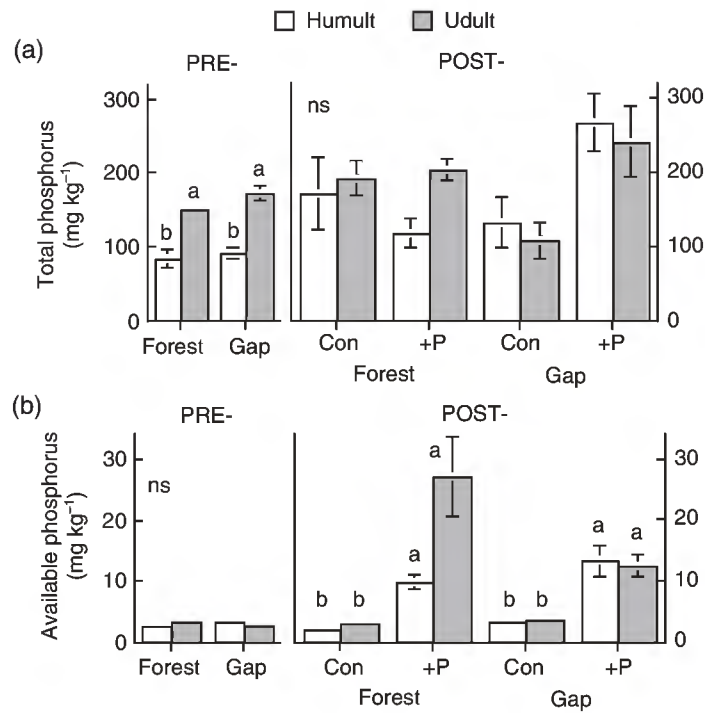 Humult Udult
(a)
PRE- POST-
Total phosphorus
(mg kg⁻¹)
300
200
100
0
b a b a
ns
300
200
100
0
Forest Gap Con +P Con +P
Forest Gap
(b)
PRE- POST-
Available phosphorus
(mg kg⁻¹)
30
20
10
0
ns
b b a a b b a a
30
20
10
0
Forest Gap Con +P Con +P
Forest Gap